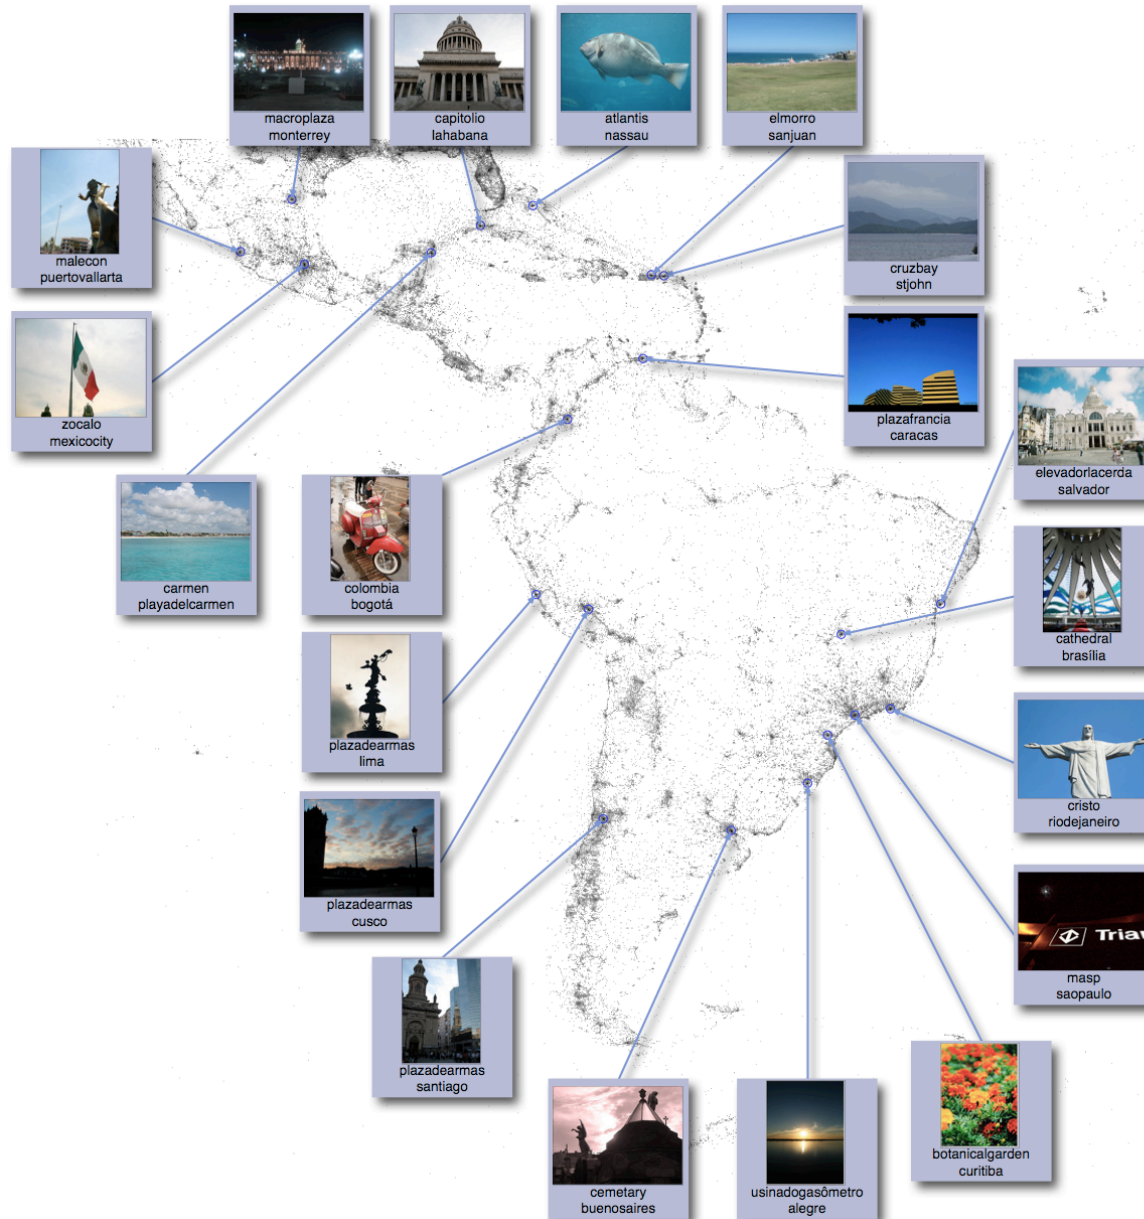 macroplaza
monterrey
capitolio
lahabana
atlantis
nassau
elmorro
sanjuan
malecon
puertovallarta
cruzbay
stjohn
zocalo
mexicocity
plazafrancia
caracas
elevadorlacerda
salvador
carmen
playadelcarmen
colombia
bogotá
cathedral
brasília
plazadearmas
lima
cristo
riodejaneiro
plazadearmas
cusco
Trian
masp
saopaulo
plazadearmas
santiago
botanicalgarden
curitiba
cemetary
buenosaires
usinadogasômetro
alegre